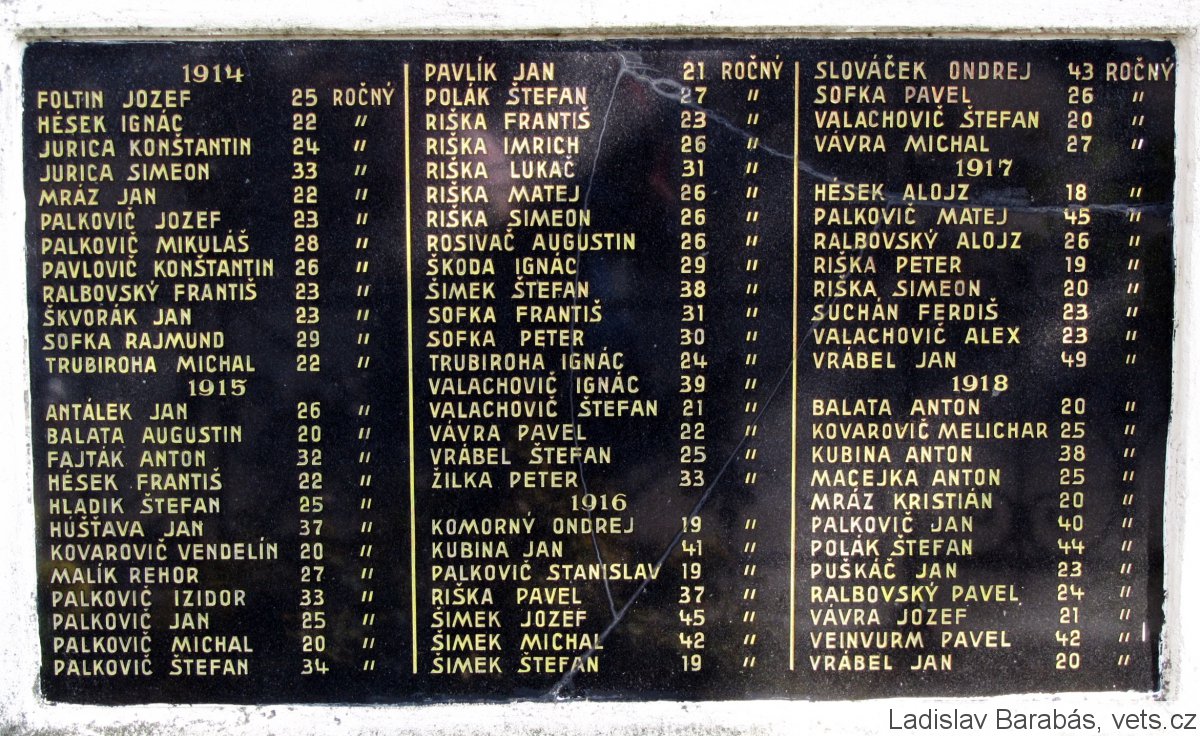 1914
FOLTIN JOZEF 25 ROČNÝ
HÉSEK IGNÁC 22 "
JURICA KONŠTANTIN 24 "
JURICA SIMEON 33 "
MRÁZ JAN 22 "
PALKOVIČ JOZEF 23 "
PALKOVIČ MIKULÁŠ 28 "
PAVLOVIČ KONŠTANTIN 26 "
RALBOVSKÝ FRANTIŠ 23 "
ŠKVOŘÁK JAN 23 "
SOFKA RAJMUND 29 "
TRUBIROHA MICHAL 22 "
1915
ANTÁLEK JAN 26 "
BALATA AUGUSTIN 20 "
FAJTÁK ANTON 32 "
HÉSEK FRANTIŠ 22 "
HLADIK ŠTEFAN 25 "
HÚŠŤAVA JAN 37 "
KOVAROVIČ VENDELÍN 20 "
MALÍK REHOR 27 "
PALKOVIČ IZIDOR 33 "
PALKOVIČ JAN 25 "
PALKOVIČ MICHAL 20 "
PALKOVIČ ŠTEFAN 34 "
PAVLÍK JAN 21 ROČNÝ
POLÁK ŠTEFAN 27 "
RIŠKA FRANTIŠ 23 "
RIŠKA IMRICH 26 "
RIŠKA LUKAČ 31 "
RIŠKA MATEJ 26 "
RIŠKA SIMEON 26 "
ROSIVAČ AUGUSTIN 26 "
ŠKODA IGNÁC 29 "
ŠIMEK ŠTEFAN 38 "
SOFKA FRANTIŠ 31 "
SOFKA PETER 30 "
TRUBIROHA IGNÁC 24 "
VALACHOVIČ IGNÁC 39 "
VALACHOVIČ ŠTEFAN 21 "
VÁVRA PAVEL 22 "
VRÁBEL ŠTEFAN 25 "
ŽILKA PETER 33 "
1916
KOMORNÝ ONDREJ 19 "
KUBINA JAN 41 "
PALKOVIČ STANISLAV 19 "
RIŠKA PAVEL 37 "
ŠIMEK JOZEF 45 "
ŠIMEK MICHAL 42 "
ŠIMEK ŠTEFAN 19 "
SLOVÁČEK ONDREJ 43 ROČNÝ
SOFKA PAVEL 26 "
VALACHOVIČ ŠTEFAN 20 "
VÁVRA MICHAL 27 "
1917
HÉSEK ALOJZ 18 "
PALKOVIČ MATEJ 45 "
RALBOVSKÝ ALOJZ 26 "
RIŠKA PETER 19 "
RIŠKA SIMEON 20 "
SUCHÁN FERDIŠ 23 "
VALACHOVIČ ALEX 23 "
VRÁBEL JAN 49 "
1918
BALATA ANTON 20 "
KOVAROVIČ MELICHAR 25 "
KUBINA ANTON 38 "
MACEJKA ANTON 25 "
MRÁZ KRISTIÁN 20 "
PALKOVIČ JAN 40 "
POLÁK ŠTEFAN 44 "
PUŠKÁČ JAN 23 "
RALBOVSKÝ PAVEL 24 "
VÁVRA JOZEF 21 "
VEINVURM PAVEL 42 "
VRÁBEL JAN 20 "
Ladislav Barabás, vets.cz